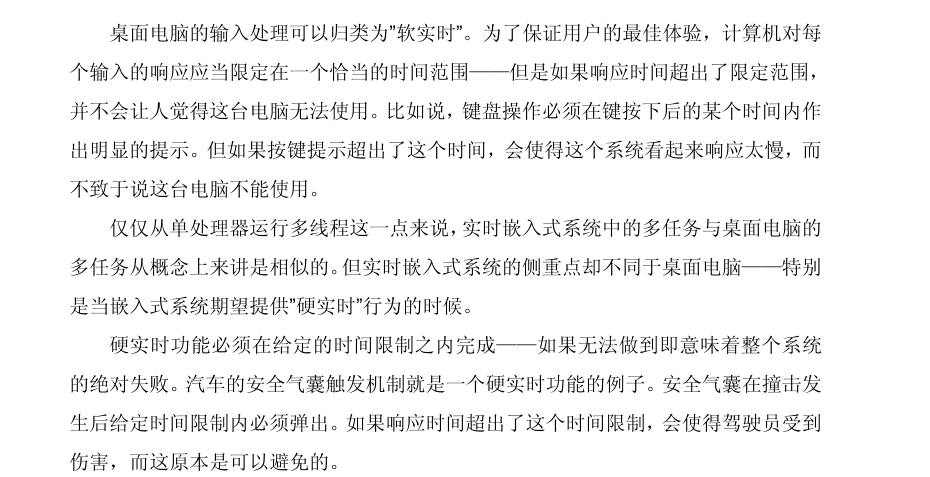 桌面电脑的输入处理可以归类为”软实时”。为了保证用户的最佳体验，计算机对每
个输入的响应应当限定在一个恰当的时间范围——但是如果响应时间超出了限定范围，
并不会让人觉得这台电脑无法使用。比如说，键盘操作必须在键按下后的某个时间内作
出明显的提示。但如果按键提示超出了这个时间，会使得这个系统看起来响应太慢，而
不致于说这台电脑不能使用。
仅仅从单处理器运行多线程这一点来说，实时嵌入式系统中的多任务与桌面电脑的
多任务从概念上来讲是相似的。但实时嵌入式系统的侧重点却不同于桌面电脑——特别
是当嵌入式系统期望提供”硬实时”行为的时候。
硬实时功能必须在给定的时间限制之内完成——如果无法做到即意味着整个系统
的绝对失败。汽车的安全气囊触发机制就是一个硬实时功能的例子。安全气囊在撞击发
生后给定时间限制内必须弹出。如果响应时间超出了这个时间限制，会使得驾驶员受到
伤害，而这原本是可以避免的。